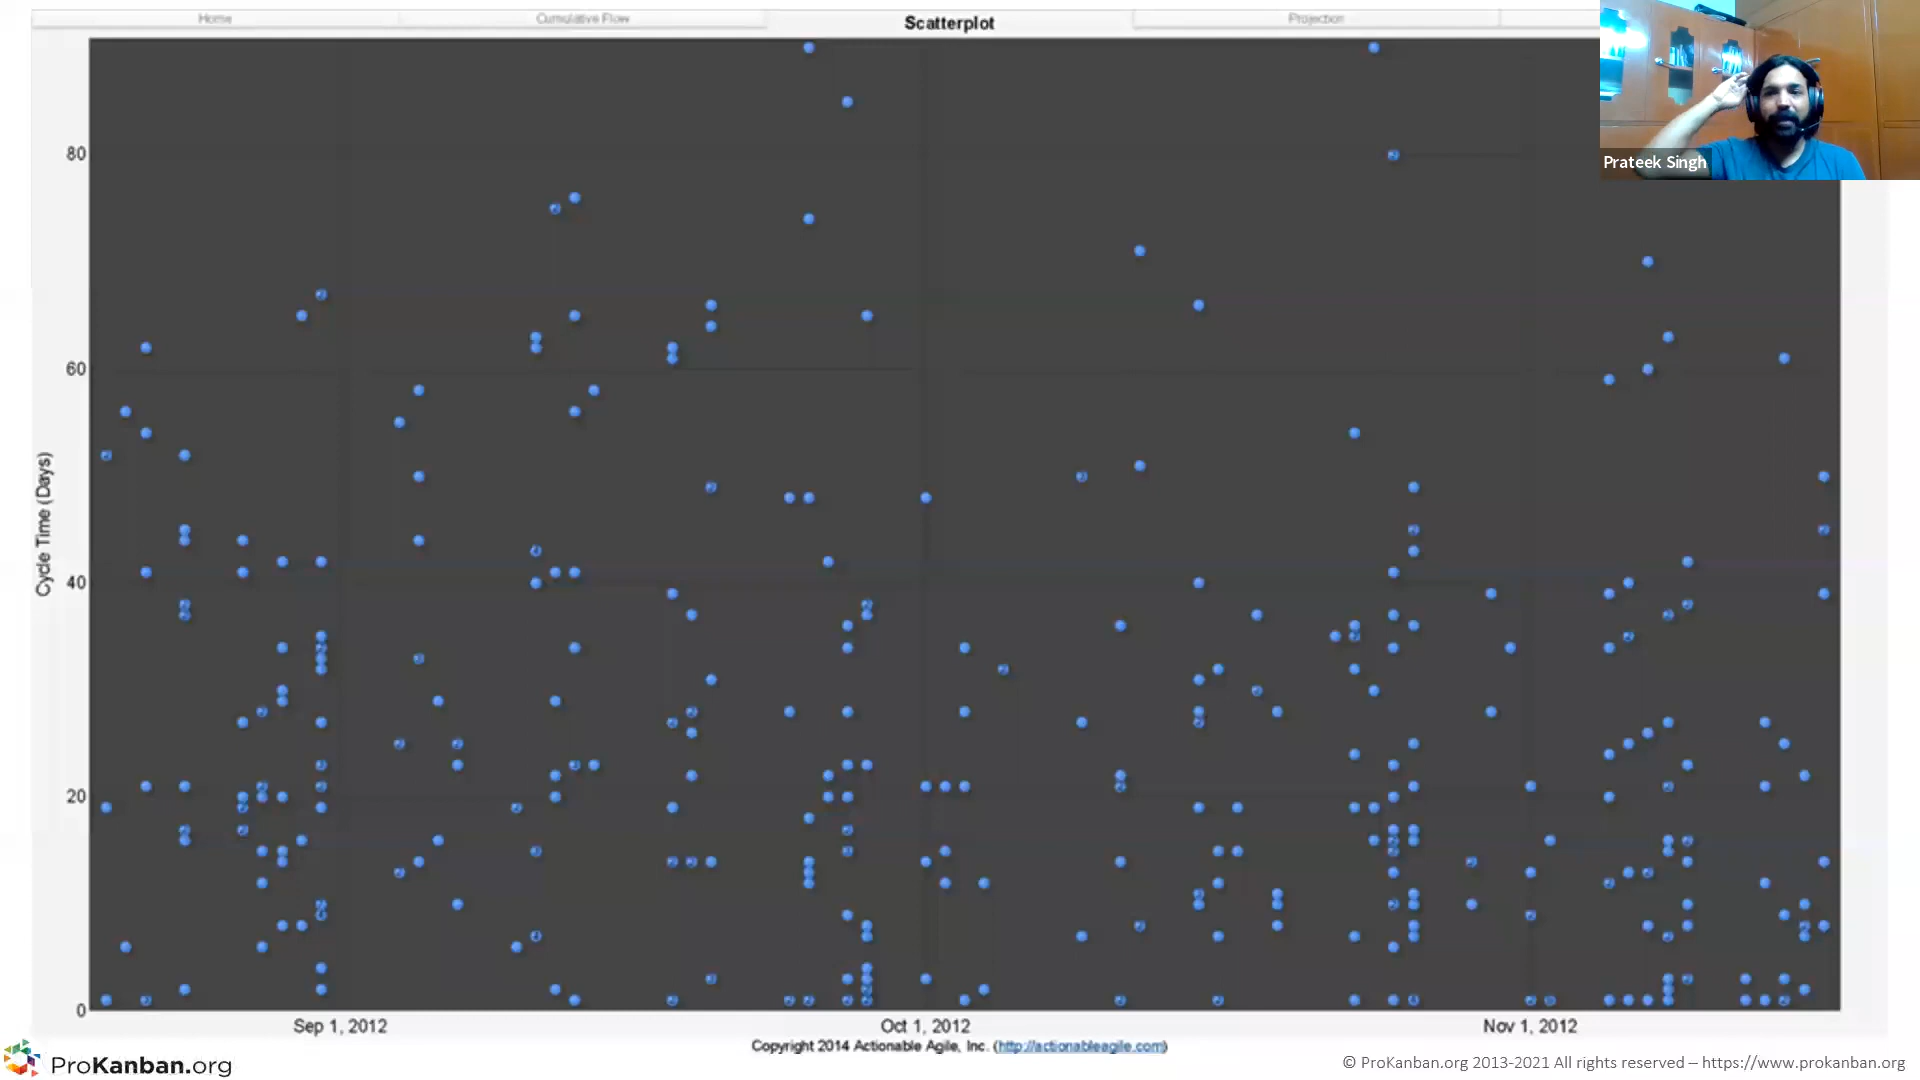 Home
Cumulative Flow
Scatterplot
Projection
Prateek Singh
80
60
40
20
0
Cycle Time (Days)
Sep 1, 2012
Oct 1, 2012
Nov 1, 2012
Copyright 2014 Actionable Agile, Inc. (http://actionableagile.com)
ProKanban.org
© ProKanban.org 2013-2021 All rights reserved – https://www.prokanban.org